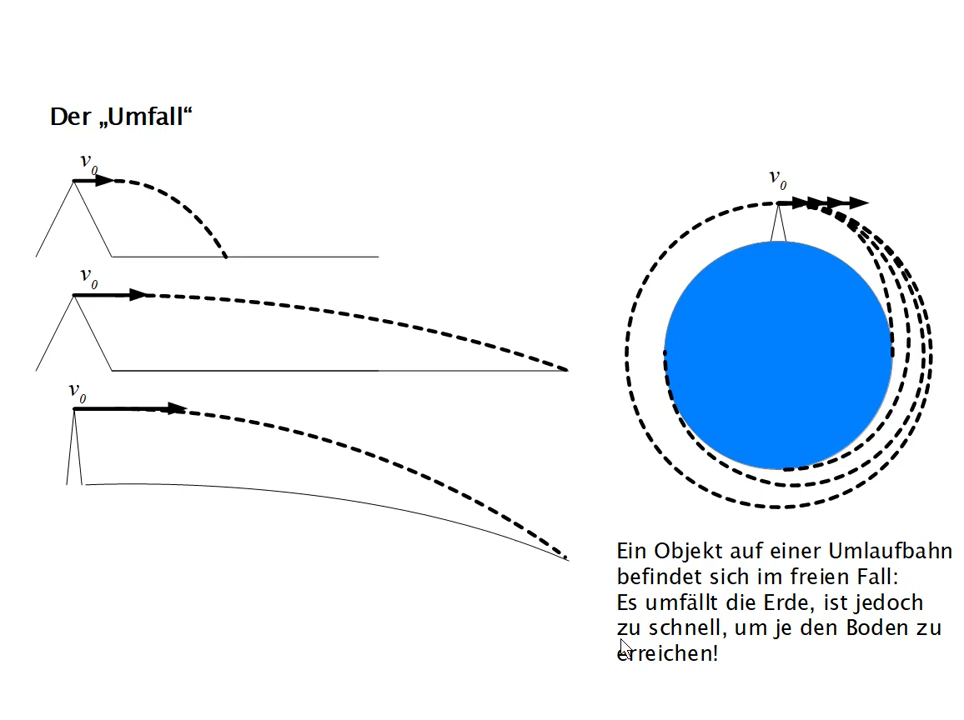 Der „Umfall“
v0
v0
v0
v0
Ein Objekt auf einer Umlaufbahn
befindet sich im freien Fall:
Es umfällt die Erde, ist jedoch
zu schnell, um je den Boden zu
erreichen!